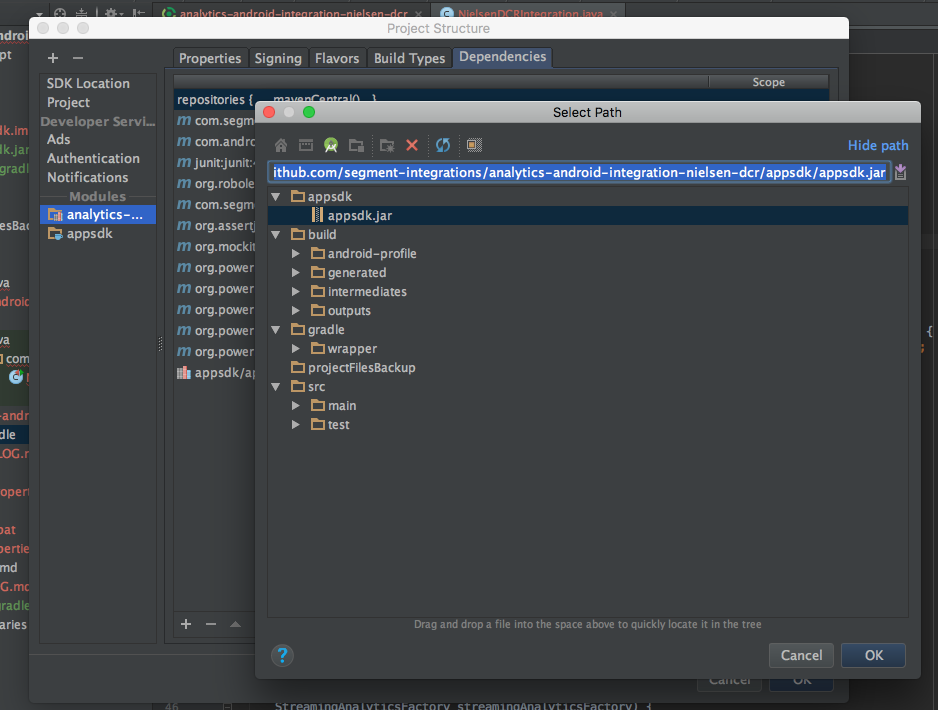 analytics-android-integration-nielsen-dcr
NielsenDCRIntegration.java
Project Structure
SDK Location
Project
Developer Servi...
Ads
Authentication
Notifications
Modules
analytics-...
appsdk
Properties
Signing
Flavors
Build Types
Dependencies
Scope
repositories { mavenCentral() }
m com.segm
m com.andro
m junit:junit:4
m org.robole
m com.segm
m org.assertj
m org.mockit
m org.power
m org.power
m org.power
m org.power
m org.power
appsdk/ap
Select Path
Hide path
ithub.com/segment-integrations/analytics-android-integration-nielsen-dcr/appsdk/appsdk.jar
appsdk
appsdk.jar
build
android-profile
generated
intermediates
outputs
gradle
wrapper
projectFilesBackup
src
main
test
Drag and drop a file into the space above to quickly locate it in the tree
?
Cancel
OK
Cancel
OK
46
StreamingAnalyticsFactory streamingAnalyticsFactory) {